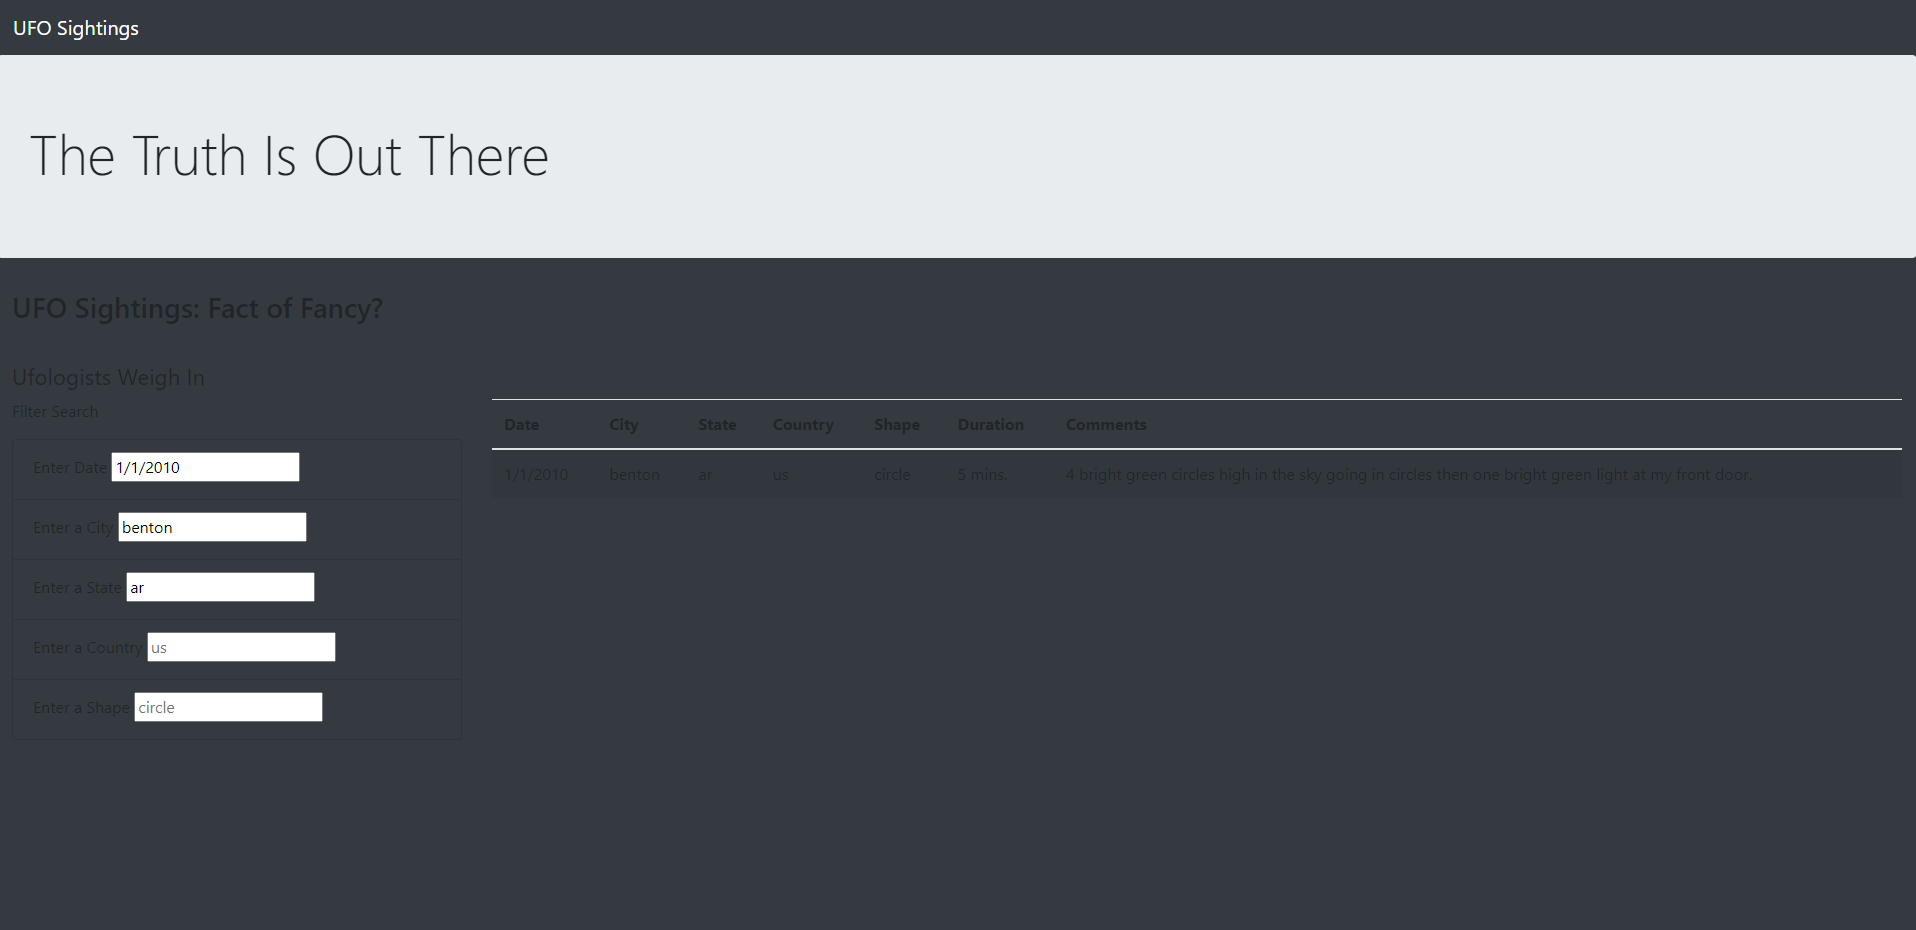 UFO Sightings
The Truth Is Out There
UFO Sightings: Fact of Fancy?
Ufologists Weigh In
Filter Search
Enter Date 1/1/2010
Enter a City benton
Enter a State ar
Enter a Country us
Enter a Shape circle
Date City State Country Shape Duration Comments
1/1/2010 benton ar us circle 5 mins. 4 bright green circles high in the sky going in circles then one bright green light at my front door.